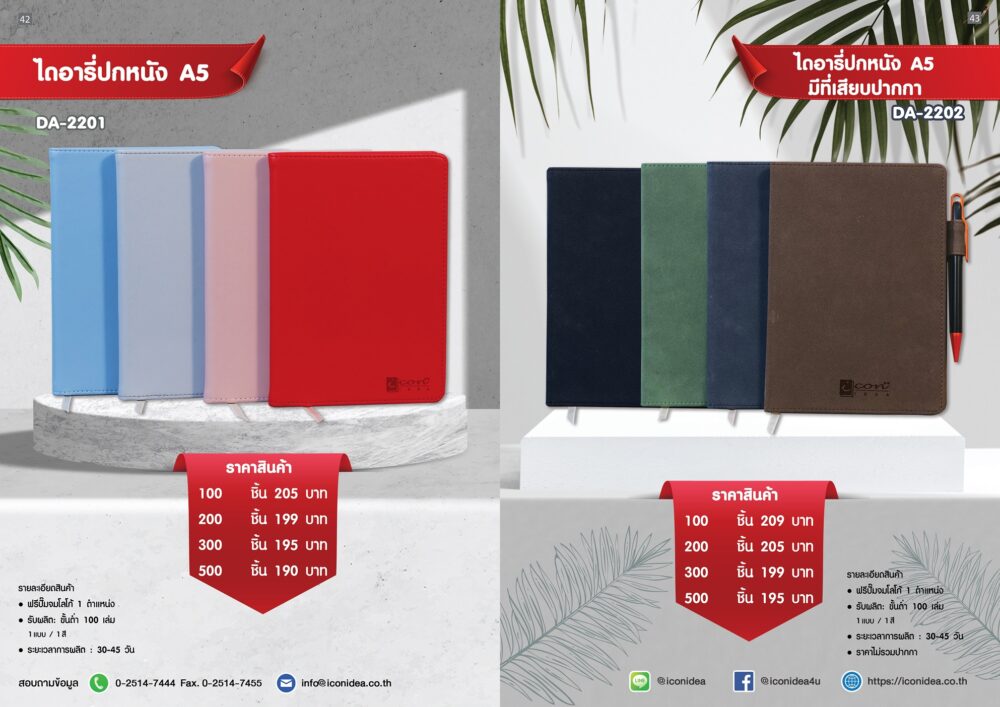 42
ไดอารี่ปกหนัง A5
DA-2201
ราคาสินค้า
100 ชิ้น 205 บาท
200 ชิ้น 199 บาท
300 ชิ้น 195 บาท
500 ชิ้น 190 บาท
รายละเอียดสินค้า
• ฟรีปั๊มจมโลโก้ 1 ตำแหน่ง
• รับผลิต: ขั้นต่ำ 100 เล่ม
1 แบบ / 1 สี
• ระยะเวลาการผลิต : 30-45 วัน
สอบถามข้อมูล 0-2514-7444 Fax. 0-2514-7455 info@iconidea.co.th
43
ไดอารี่ปกหนัง A5
มีที่เสียบปากกา
DA-2202
ราคาสินค้า
100 ชิ้น 209 บาท
200 ชิ้น 205 บาท
300 ชิ้น 199 บาท
500 ชิ้น 195 บาท
รายละเอียดสินค้า
• ฟรีปั๊มจมโลโก้ 1 ตำแหน่ง
• รับผลิต: ขั้นต่ำ 100 เล่ม
1 แบบ / 1 สี
• ระยะเวลาการผลิต : 30-45 วัน
• ราคาไม่รวมปากกา
LINE @iconidea @iconidea4u https://iconidea.co.th